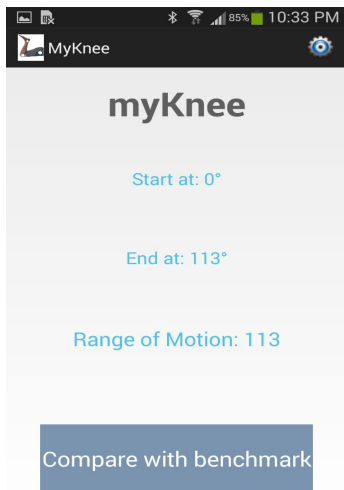 85% 10:33 PM
MyKnee
myKnee
Start at: 0°
End at: 113°
Range of Motion: 113
Compare with benchmark